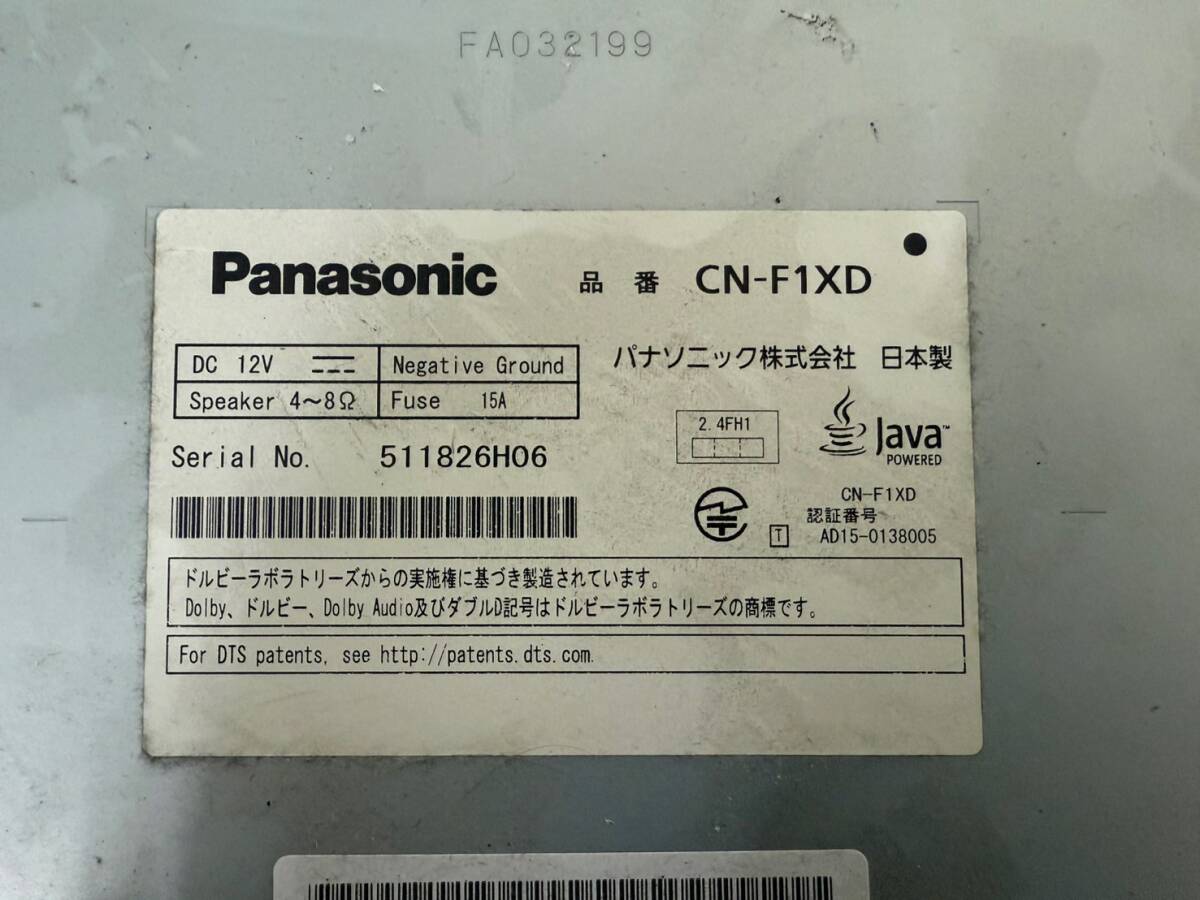 FA032199
Panasonic 品番 CN-F1XD
DC 12V Negative Ground
Speaker 4〜8Ω Fuse 15A
パナソニック株式会社 日本製
Serial No. 511826H06
2.4FH1
Java™
POWERED
CN-F1XD
認証番号
T AD15-0138005
ドルビーラボラトリーズからの実施権に基づき製造されています。
Dolby、ドルビー、Dolby Audio及びダブルD記号はドルビーラボラトリーズの商標です。
For DTS patents, see http://patents.dts.com.